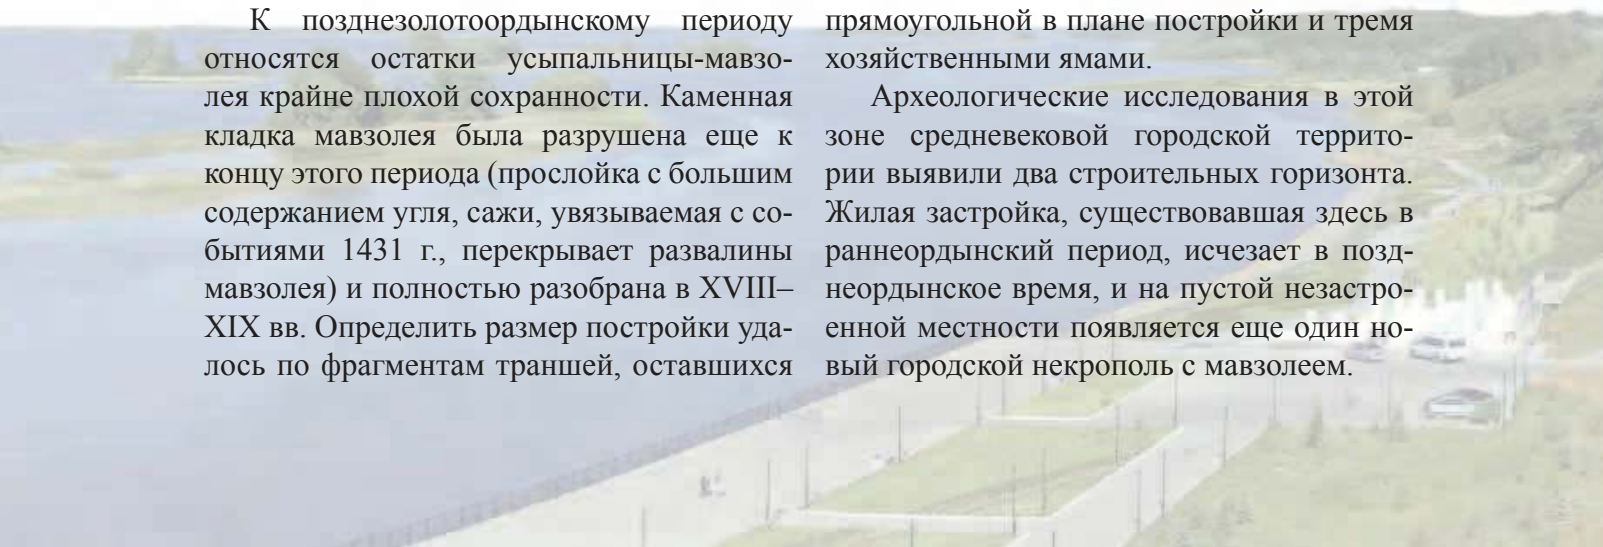 К позднезолотоордынскому периоду
относятся остатки усыпальницы-мавзо-
лея крайне плохой сохранности. Каменная
кладка мавзолея была разрушена еще к
концу этого периода (прослойка с большим
содержанием угля, сажи, увязываемая с со-
бытиями 1431 г., перекрывает развалины
мавзолея) и полностью разобрана в XVIII–
XIX вв. Определить размер постройки уда-
лось по фрагментам траншей, оставшихся
прямоугольной в плане постройки и тремя
хозяйственными ямами.
Археологические исследования в этой
зоне средневековой городской террито-
рии выявили два строительных горизонта.
Жилая застройка, существовавшая здесь в
раннеордынский период, исчезает в позд-
неордынское время, и на пустой незастро-
енной местности появляется еще один но-
вый городской некрополь с мавзолеем.